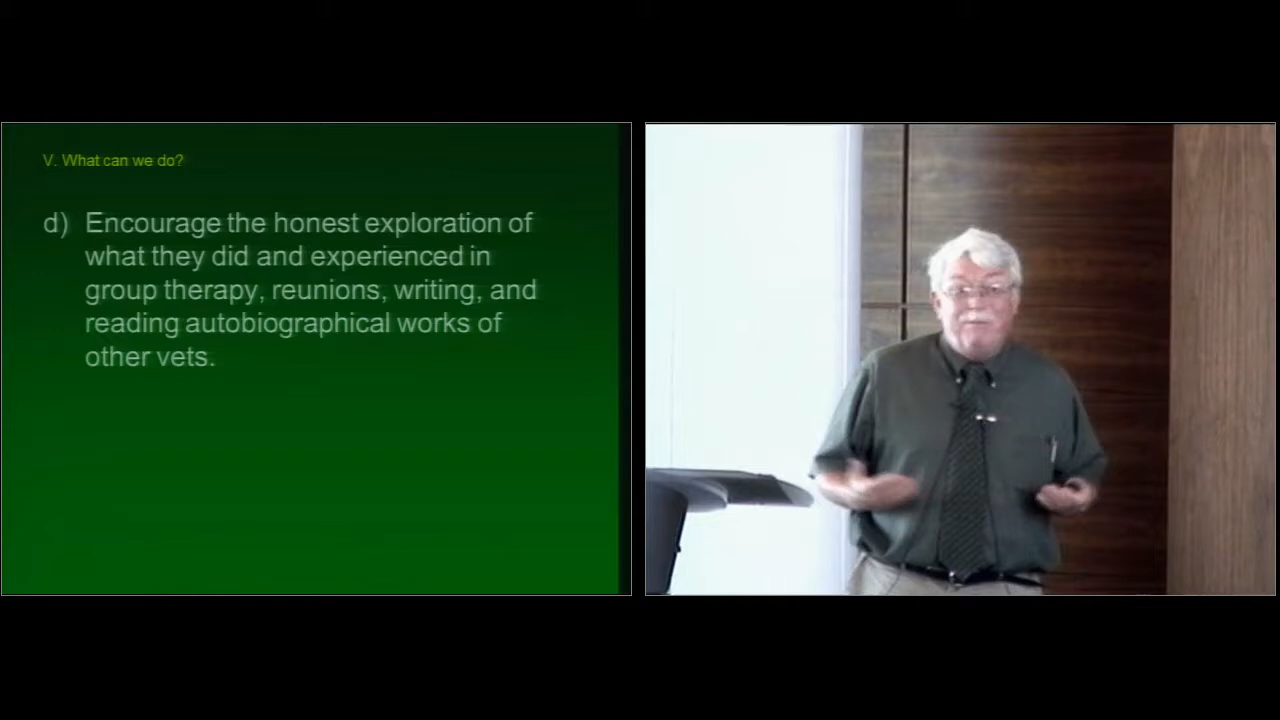 V. What can we do?
d) Encourage the honest exploration of
what they did and experienced in
group therapy, reunions, writing, and
reading autobiographical works of
other vets.